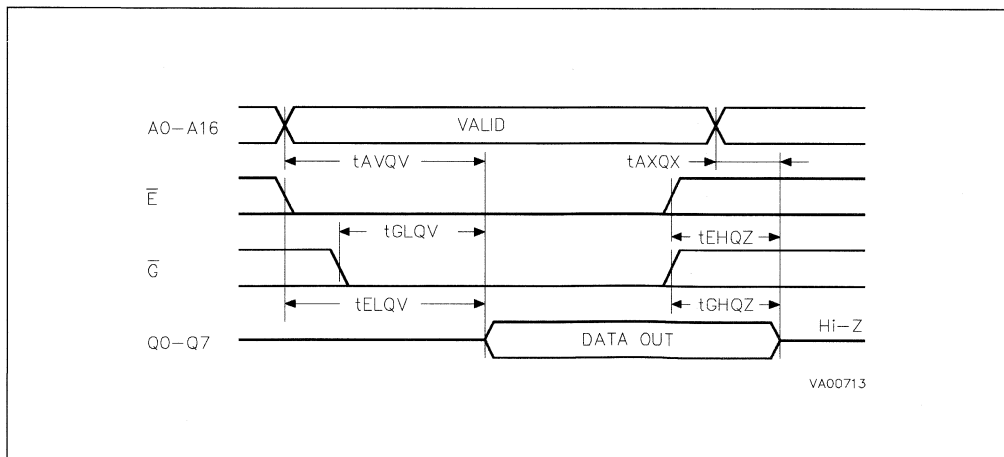 A0-A16
VALID
tAVQV
tAXQX
E
tGLQV
tEHQZ
G
tELQV
tGHQZ
Q0-Q7
DATA OUT
Hi-Z
VA00713